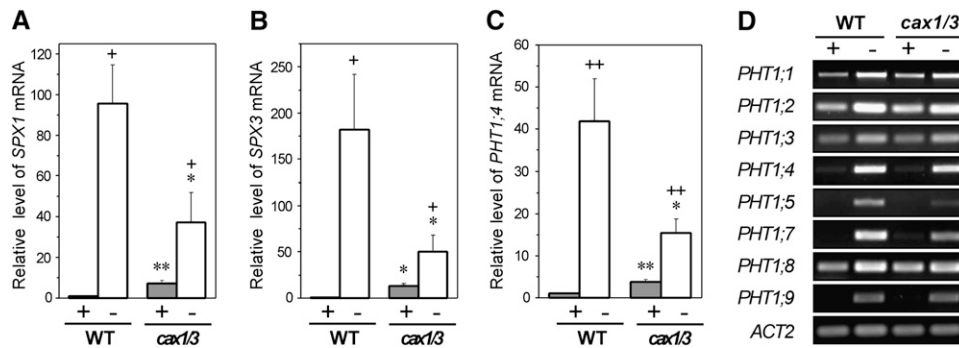 A
Relative level of SPX1 mRNA
120
100
80
60
40
20
0
+
+
*
**
+ - + -
WT cax1/3
B
Relative level of SPX3 mRNA
250
200
150
100
50
0
+
+
*
*
+ - + -
WT cax1/3
C
Relative level of PHT1;4 mRNA
60
50
40
30
20
10
0
++
++
*
**
+ - + -
WT cax1/3
D
WT cax1/3
+ - + -
PHT1;1
PHT1;2
PHT1;3
PHT1;4
PHT1;5
PHT1;7
PHT1;8
PHT1;9
ACT2